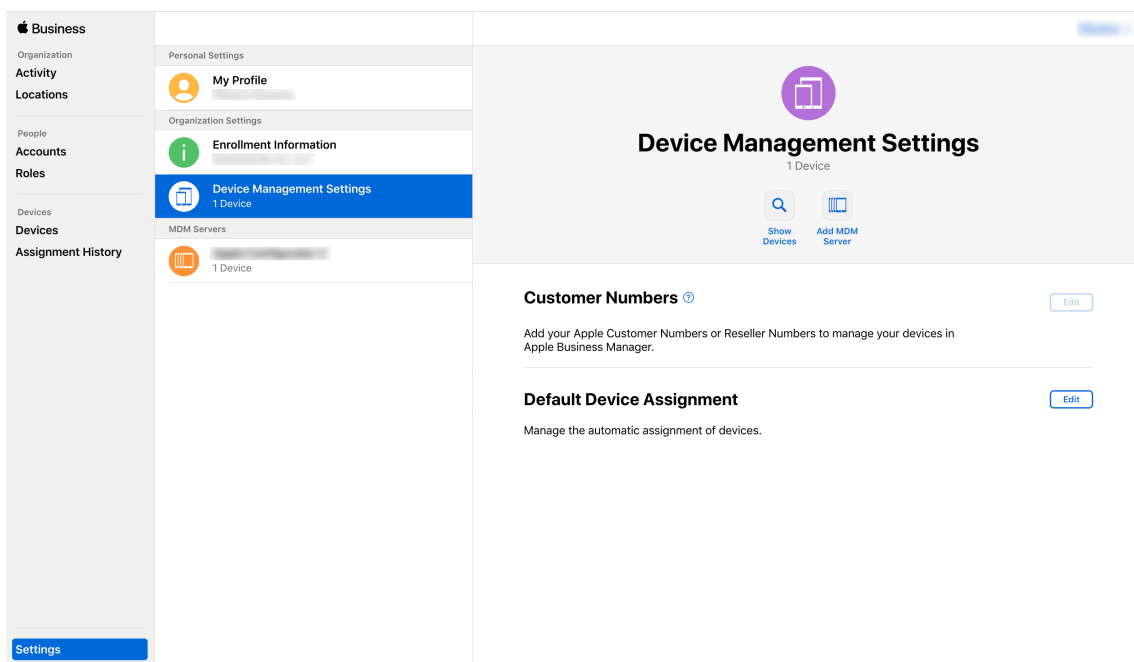 Business
Organization
Activity
Locations
People
Accounts
Roles
Devices
Devices
Assignment History
Settings
Personal Settings
My Profile
Organization Settings
Enrollment Information
Device Management Settings
1 Device
MDM Servers
1 Device
Device Management Settings
1 Device
Show
Devices
Add MDM
Server
Customer Numbers ?
Edit
Add your Apple Customer Numbers or Reseller Numbers to manage your devices in
Apple Business Manager.
Default Device Assignment
Edit
Manage the automatic assignment of devices.